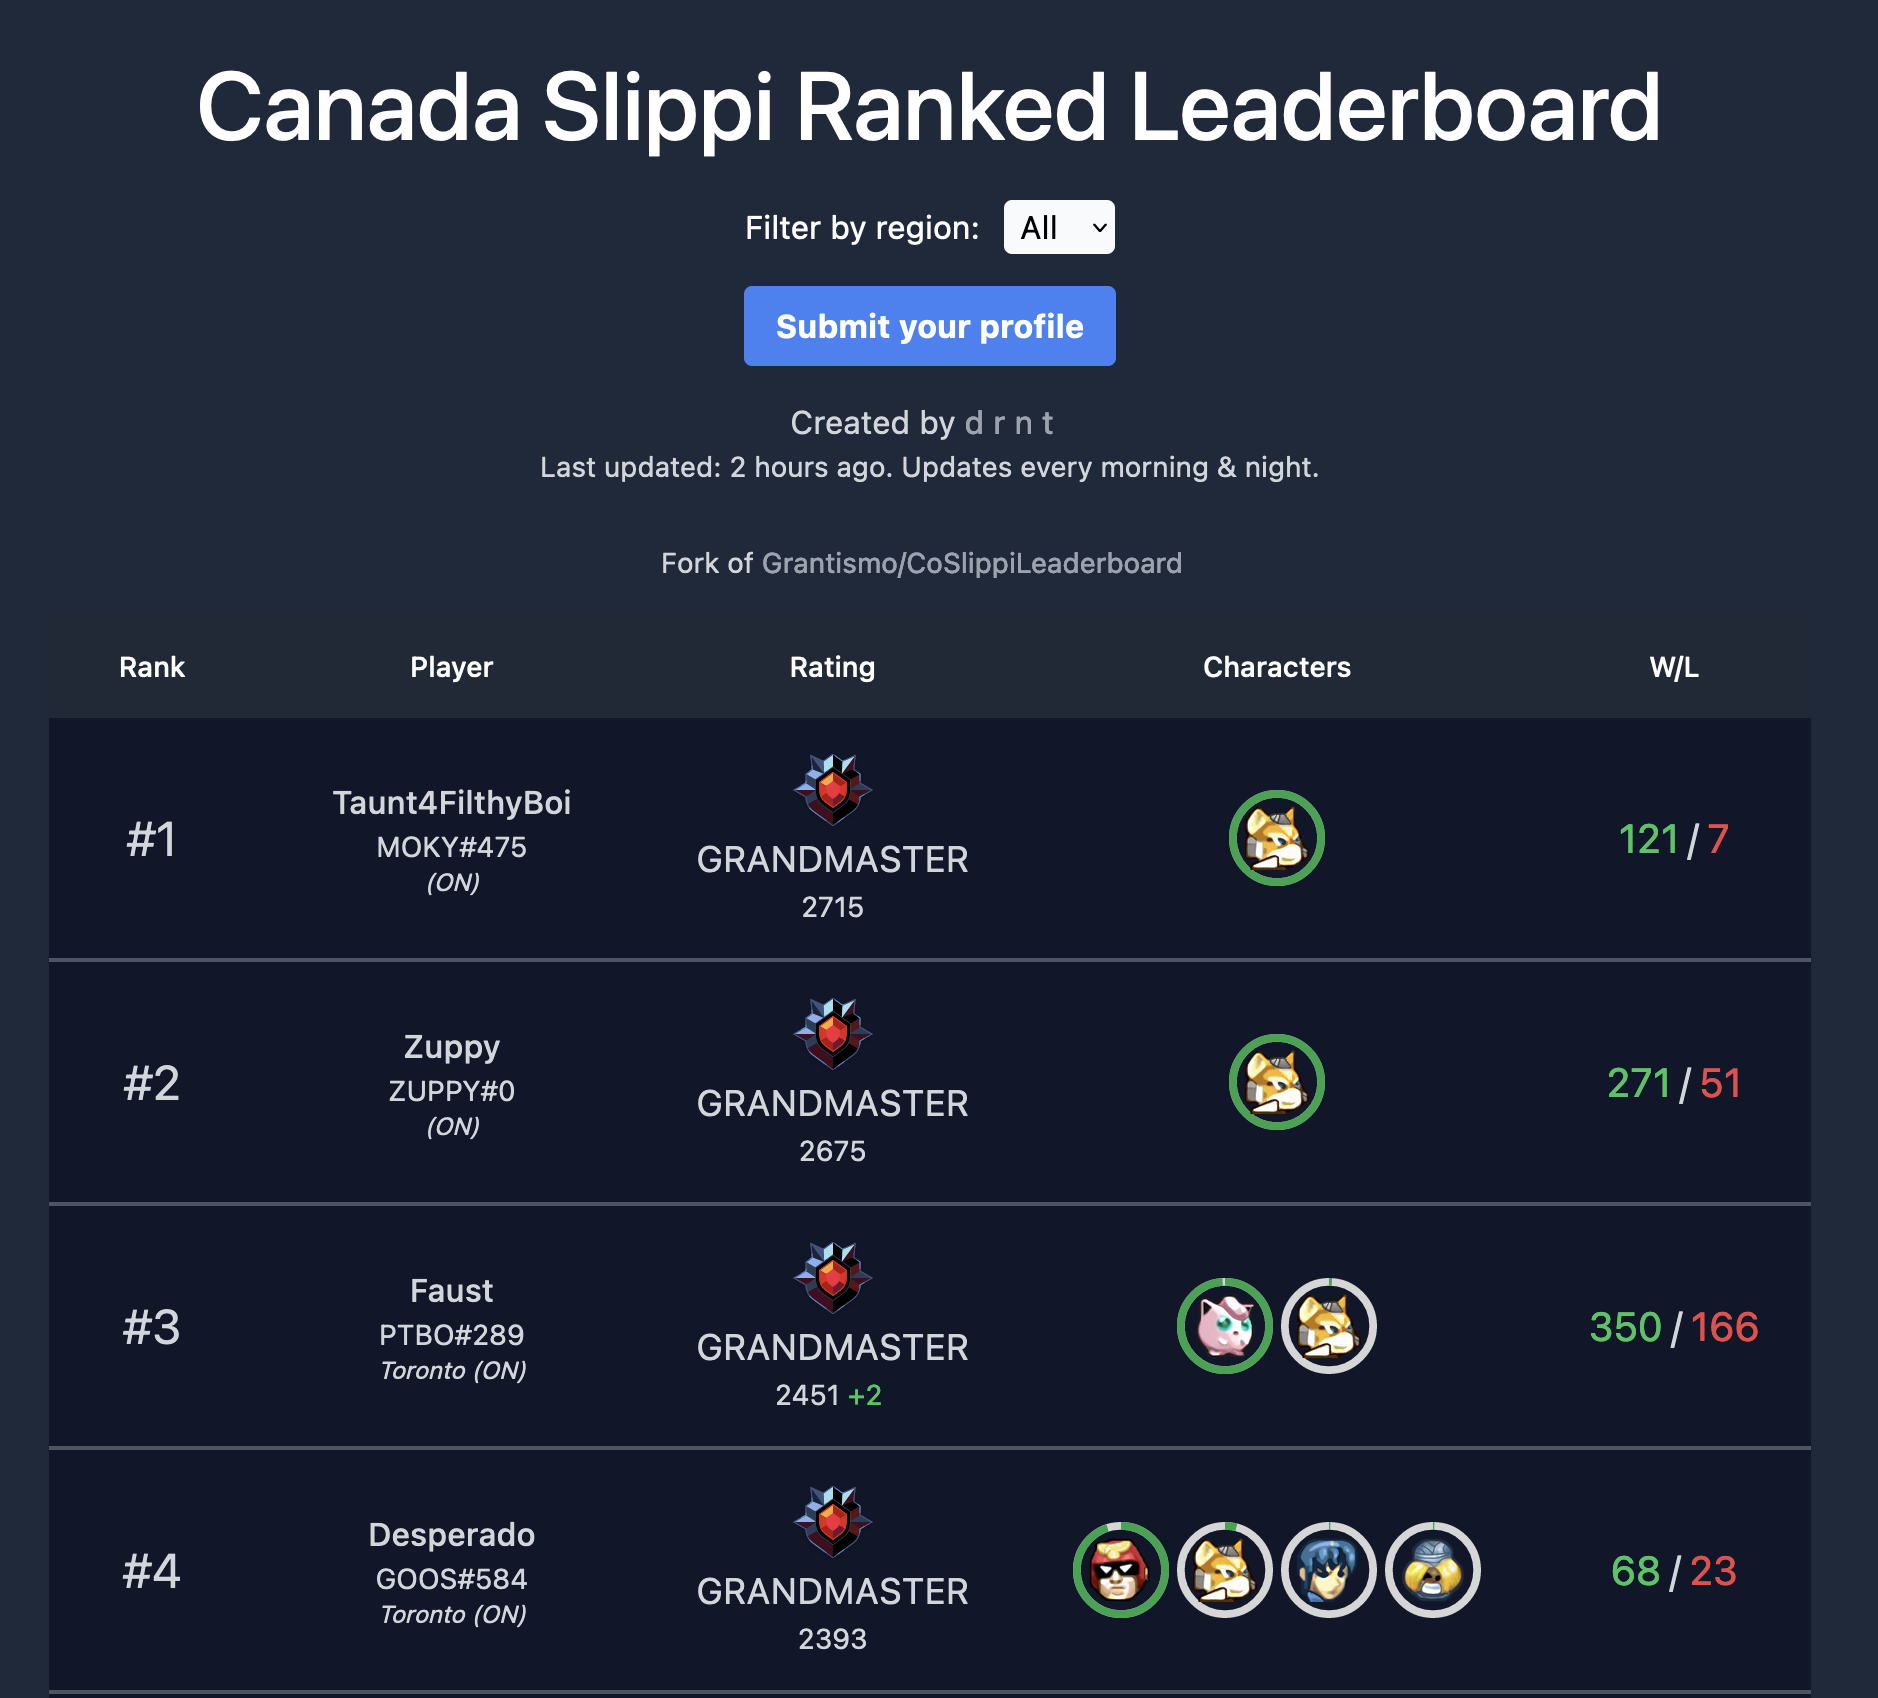 Canada Slippi Ranked Leaderboard
Filter by region: All
Submit your profile
Created by d r n t
Last updated: 2 hours ago. Updates every morning & night.
Fork of Grantismo/CoSlippiLeaderboard
Rank Player Rating Characters W/L
#1
Taunt4FilthyBoi
MOKY#475
(ON)
GRANDMASTER
2715
121 / 7
#2
Zuppy
ZUPPY#0
(ON)
GRANDMASTER
2675
271 / 51
#3
Faust
PTBO#289
Toronto (ON)
GRANDMASTER
2451 +2
350 / 166
#4
Desperado
GOOS#584
Toronto (ON)
GRANDMASTER
2393
68 / 23